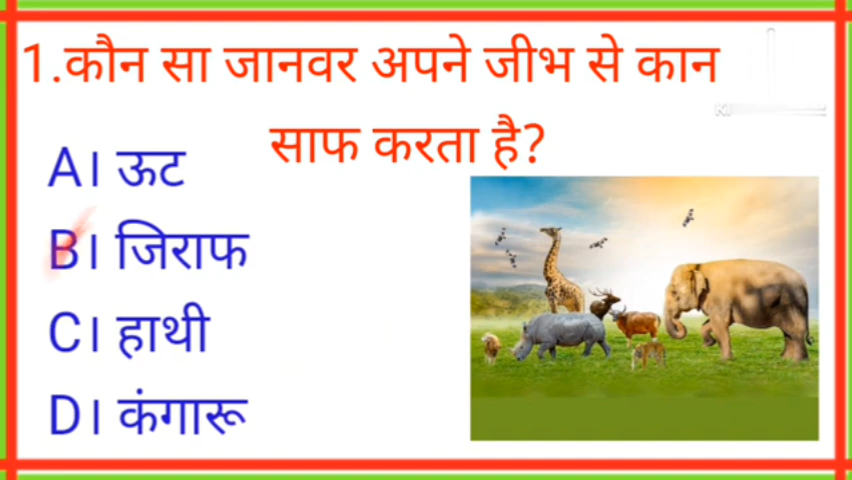 1.कौन सा जानवर अपने जीभ से कान
साफ करता है?
A। ऊट
B। जिराफ
C। हाथी
D। कंगारू